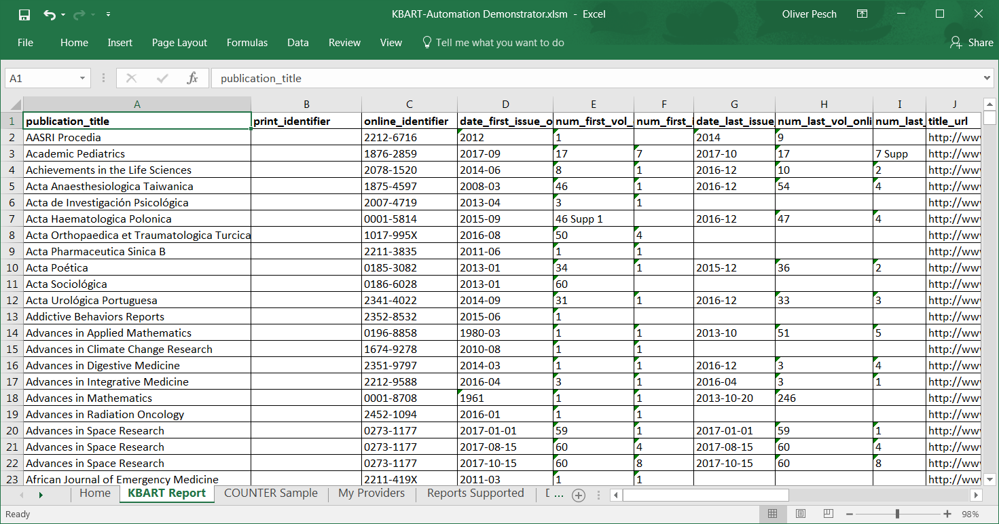 KBART-Automation Demonstrator.xlsm - Excel Oliver Pesch
File Home Insert Page Layout Formulas Data Review View Tell me what you want to do Share
A1 fx publication_title
A B C D E F G H I J
1 publication_title print_identifier online_identifier date_first_issue_o num_first_vol_ num_first_i date_last_issue num_last_vol_onli num_last_ title_url
2 AASRI Procedia 2212-6716 2012 1 2014 9 http://ww
3 Academic Pediatrics 1876-2859 2017-09 17 7 2017-10 17 7 Supp http://ww
4 Achievements in the Life Sciences 2078-1520 2014-06 8 1 2016-12 10 2 http://ww
5 Acta Anaesthesiologica Taiwanica 1875-4597 2008-03 46 1 2016-12 54 4 http://ww
6 Acta de Investigación Psicológica 2007-4719 2013-04 3 1 http://ww
7 Acta Haematologica Polonica 0001-5814 2015-09 46 Supp 1 2016-12 47 4 http://ww
8 Acta Orthopaedica et Traumatologica Turcica 1017-995X 2016-08 50 4 http://ww
9 Acta Pharmaceutica Sinica B 2211-3835 2011-06 1 1 http://ww
10 Acta Poética 0185-3082 2013-01 34 1 2015-12 36 2 http://ww
11 Acta Sociológica 0186-6028 2013-01 60 http://ww
12 Acta Urológica Portuguesa 2341-4022 2014-09 31 1 2016-12 33 3 http://ww
13 Addictive Behaviors Reports 2352-8532 2015-06 1 http://ww
14 Advances in Applied Mathematics 0196-8858 1980-03 1 1 2013-10 51 5 http://ww
15 Advances in Climate Change Research 1674-9278 2010-08 1 1 http://ww
16 Advances in Digestive Medicine 2351-9797 2014-03 1 1 2016-12 3 4 http://ww
17 Advances in Integrative Medicine 2212-9588 2016-04 3 1 2016-04 3 1 http://ww
18 Advances in Mathematics 0001-8708 1961 1 1 2013-10-20 246 http://ww
19 Advances in Radiation Oncology 2452-1094 2016-01 1 1 http://ww
20 Advances in Space Research 0273-1177 2017-01-01 59 1 2017-01-01 59 1 http://ww
21 Advances in Space Research 0273-1177 2017-08-15 60 4 2017-08-15 60 4 http://ww
22 Advances in Space Research 0273-1177 2017-10-15 60 8 2017-10-15 60 8 http://ww
23 African Journal of Emergency Medicine 2211-419X 2011-03 1 1 http://ww
Home KBART Report COUNTER Sample My Providers Reports Supported D ...
Ready 98%